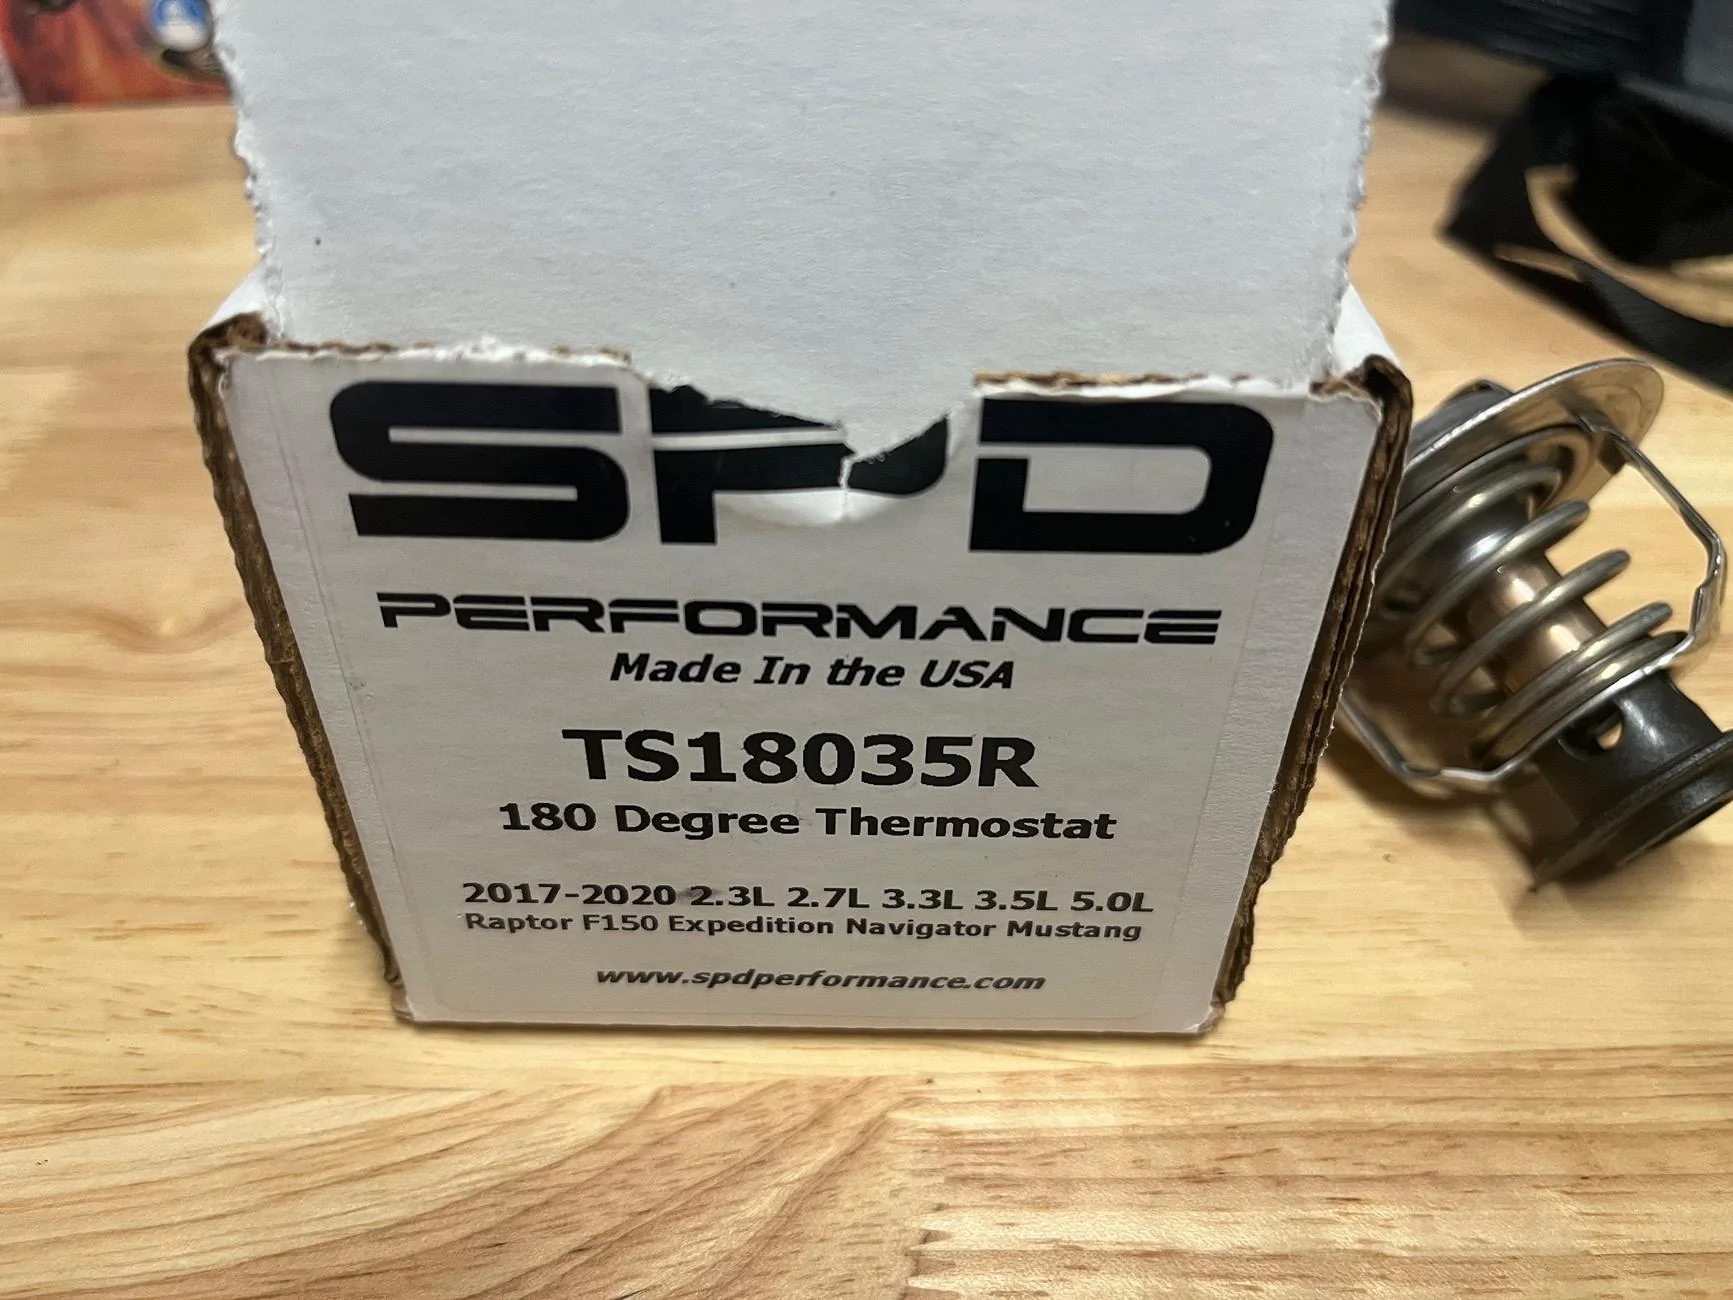 SPD
PERFORMANCE
Made In the USA
TS18035R
180 Degree Thermostat
2017-2020 2.3L 2.7L 3.3L 3.5L 5.0L
Raptor F150 Expedition Navigator Mustang
www.spdperformance.com